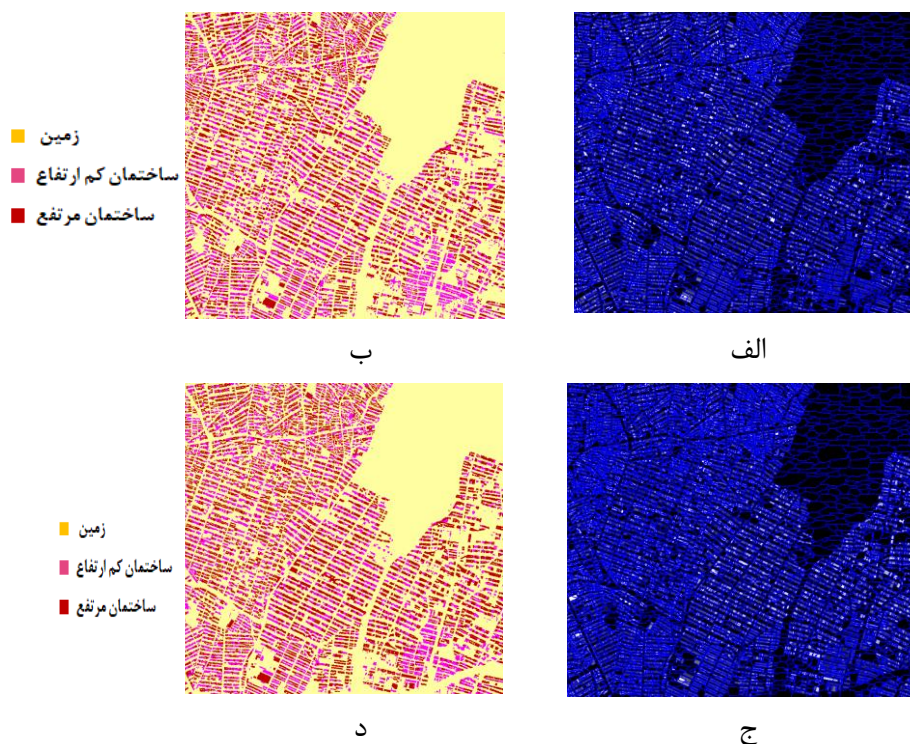 زمین
ساختمان کم ارتفاع
ساختمان مرتفع
الف
ب
زمین
ساختمان کم ارتفاع
ساختمان مرتفع
ج
د